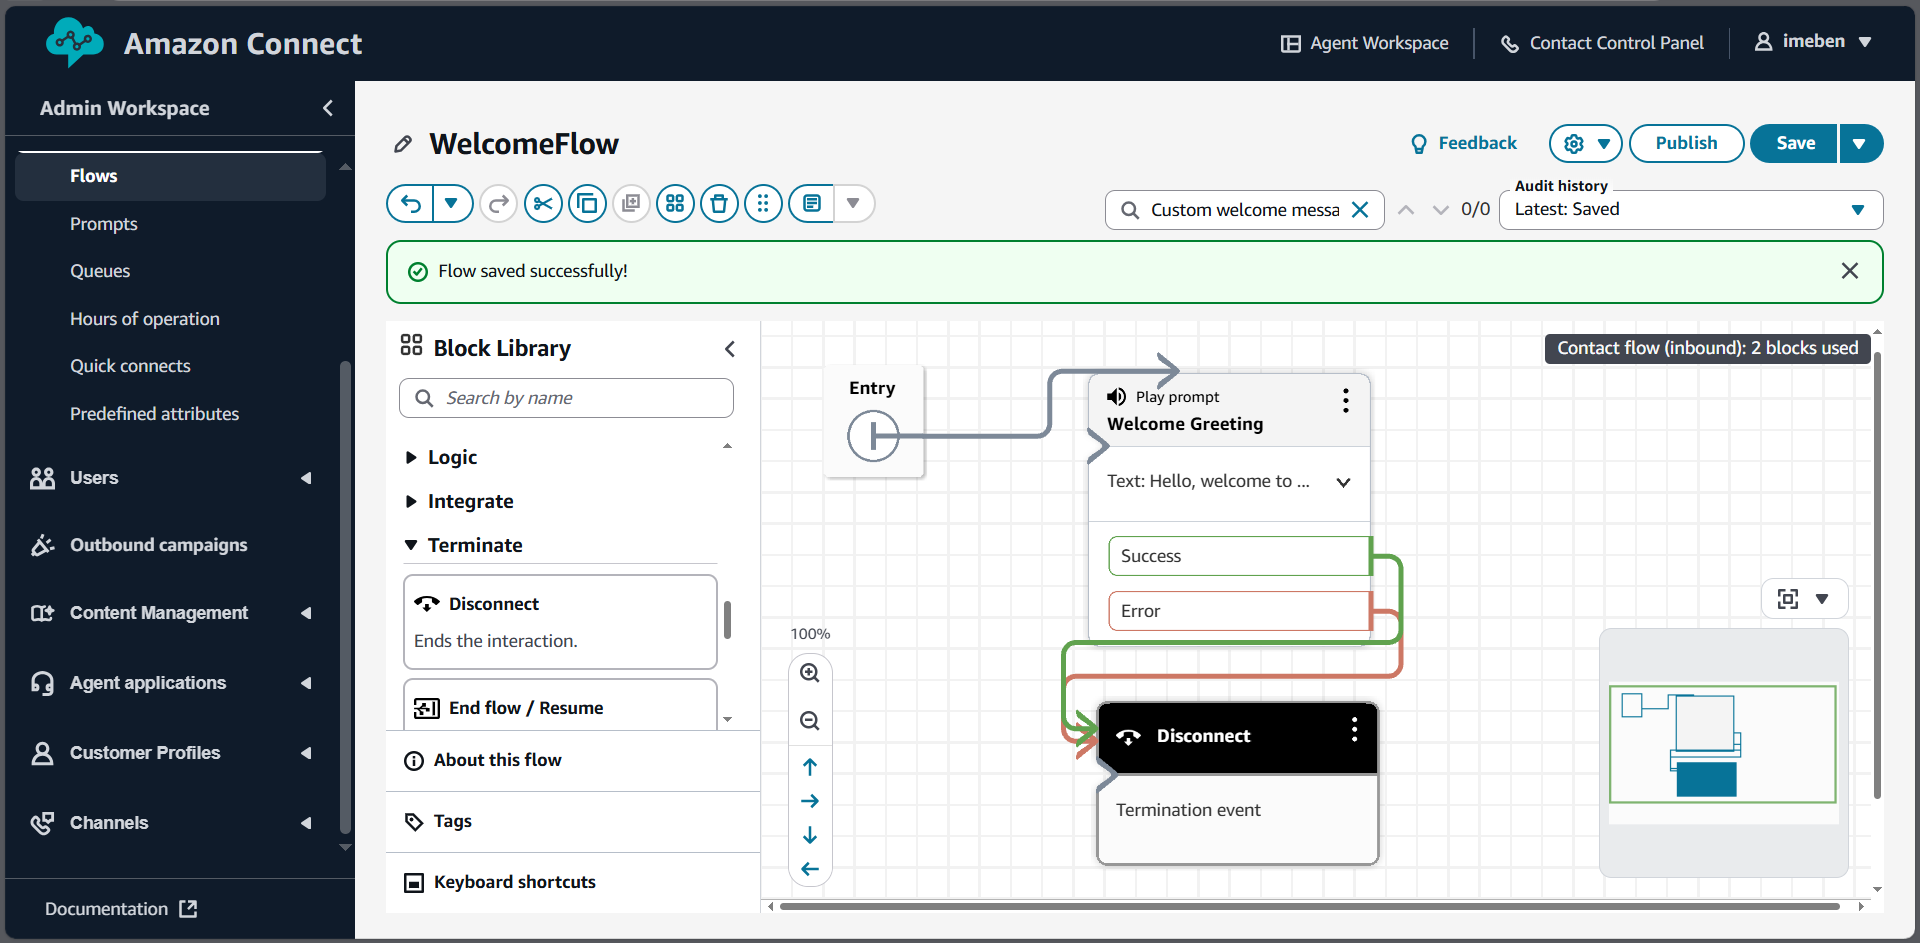 Amazon Connect
Agent Workspace
Contact Control Panel
imeben
Admin Workspace
Flows
Prompts
Queues
Hours of operation
Quick connects
Predefined attributes
Users
Outbound campaigns
Content Management
Agent applications
Customer Profiles
Channels
Documentation
WelcomeFlow
Feedback
Publish
Save
Custom welcome messa
0/0
Audit history
Latest: Saved
Flow saved successfully!
Block Library
Search by name
Logic
Integrate
Terminate
Disconnect
Ends the interaction.
End flow / Resume
About this flow
Tags
Keyboard shortcuts
Contact flow (inbound): 2 blocks used
Entry
Play prompt
Welcome Greeting
Text: Hello, welcome to ...
Success
Error
100%
Disconnect
Termination event